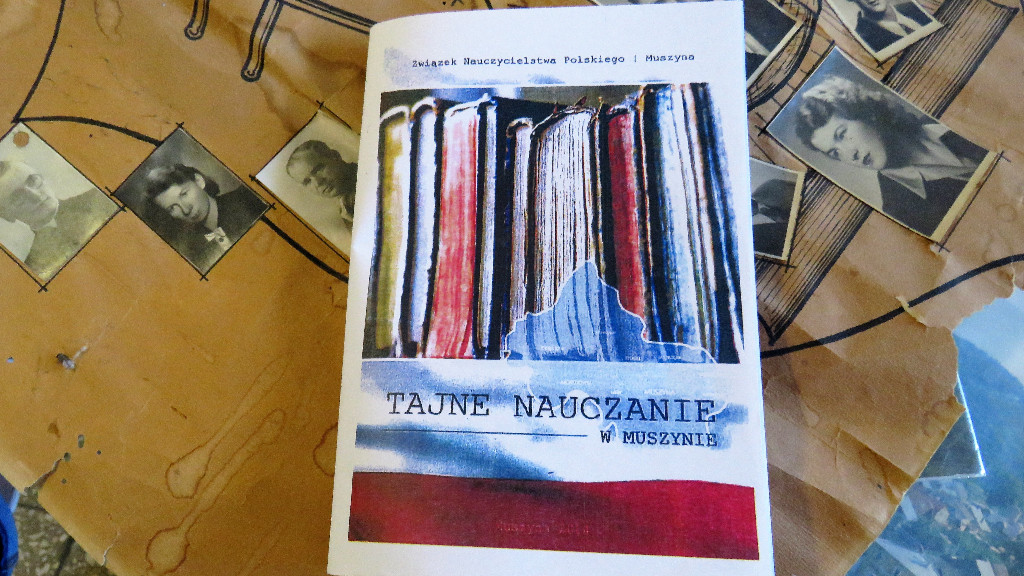 Związek Nauczycielstwa Polskiego | Muszyna
TAJNE NAUCZANIE
W MUSZYNIE